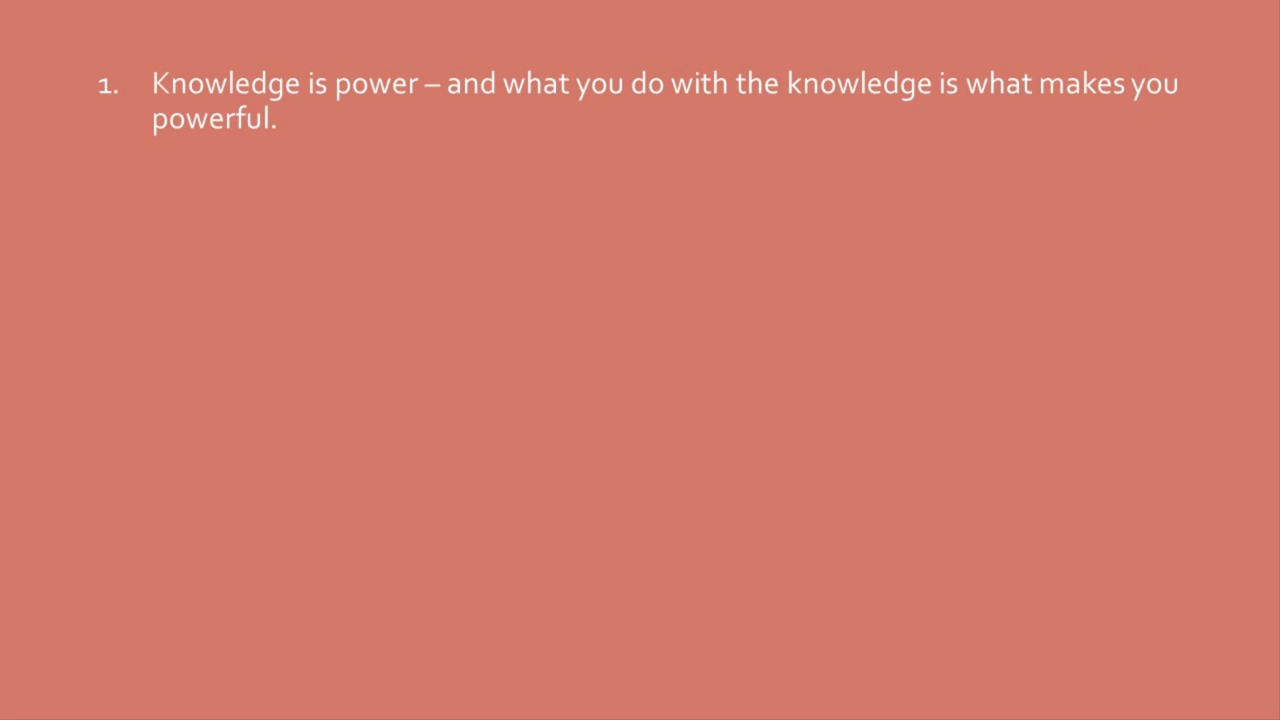 1. Knowledge is power – and what you do with the knowledge is what makes you
powerful.